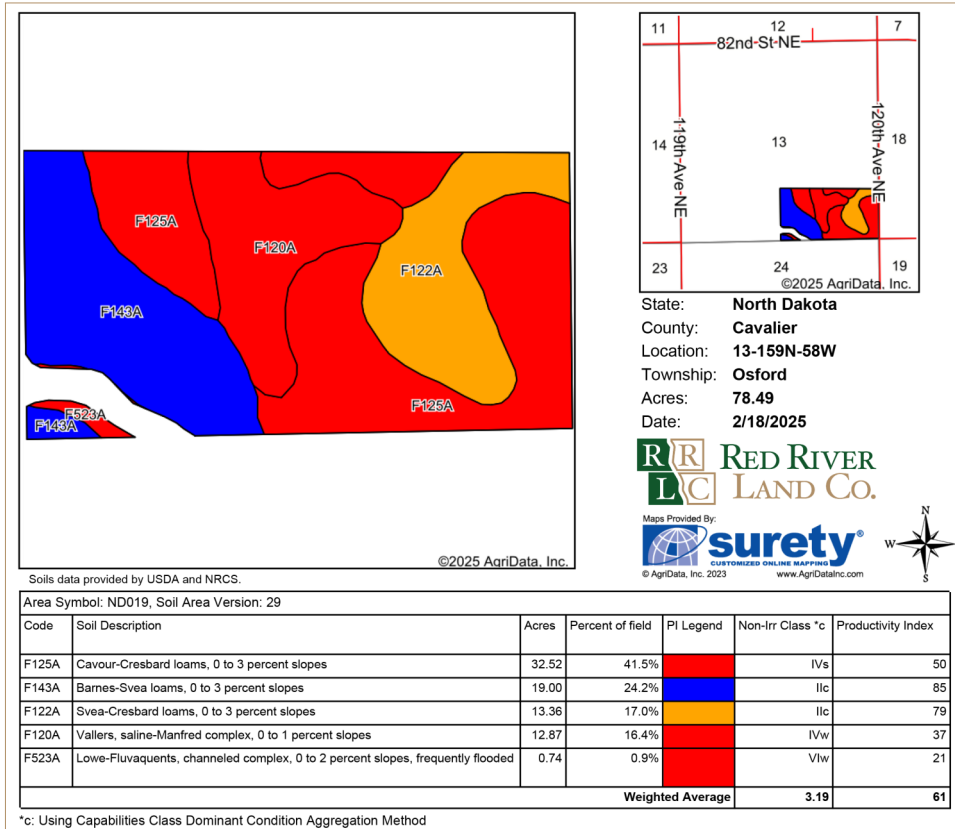 F125A
F120A
F122A
F143A
F125A
F523A
F143A
©2025 AgriData, Inc.
Soils data provided by USDA and NRCS.
11
12
7
82nd St NE
119th Ave NE
120th Ave NE
14
13
18
23
24
19
©2025 AgriData, Inc.
State: North Dakota
County: Cavalier
Location: 13-159N-58W
Township: Osford
Acres: 78.49
Date: 2/18/2025
R R
L C
RED RIVER
LAND CO.
Maps Provided By:
surety®
CUSTOMIZED ONLINE MAPPING
© AgriData, Inc. 2023 www.AgriDataInc.com
N
W E
S
Area Symbol: ND019, Soil Area Version: 29
Code Soil Description Acres Percent of field PI Legend Non-Irr Class *c Productivity Index
F125A Cavour-Cresbard loams, 0 to 3 percent slopes 32.52 41.5% IVs 50
F143A Barnes-Svea loams, 0 to 3 percent slopes 19.00 24.2% IIc 85
F122A Svea-Cresbard loams, 0 to 3 percent slopes 13.36 17.0% IIc 79
F120A Vallers, saline-Manfred complex, 0 to 1 percent slopes 12.87 16.4% IVw 37
F523A Lowe-Fluvaquents, channeled complex, 0 to 2 percent slopes, frequently flooded 0.74 0.9% VIw 21
Weighted Average 3.19 61
*c: Using Capabilities Class Dominant Condition Aggregation Method